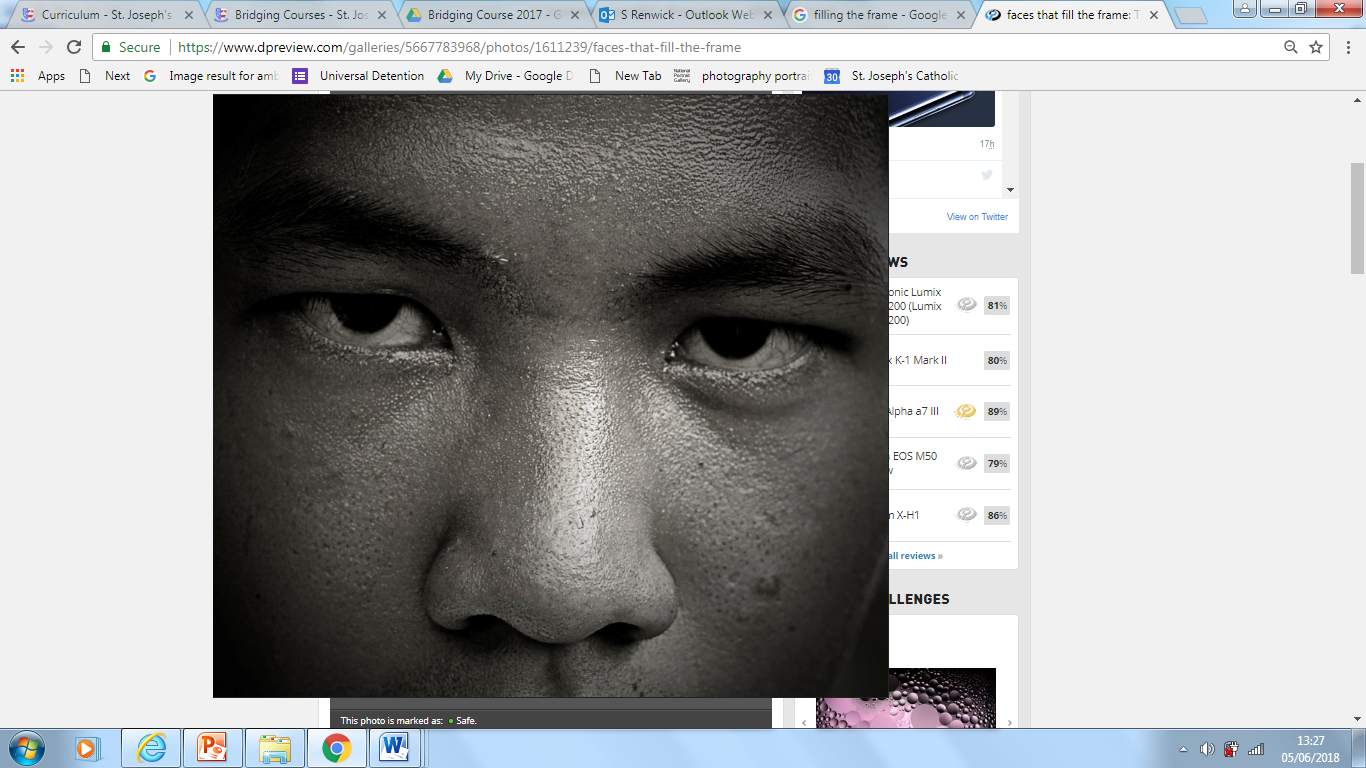 Curriculum - St. Joseph's
Bridging Courses - St. Jos
Bridging Course 2017 - G
S Renwick - Outlook Web
filling the frame - Google
faces that fill the frame: T
Secure
https://www.dpreview.com/galleries/5667783968/photos/1611239/faces-that-fill-the-frame
Apps
Next
Image result for amb
Universal Detention
My Drive - Google D
New Tab
photography portrai
30
St. Joseph's Catholic
17h
View on Twitter
WS
onic Lumix
200 (Lumix
200)
81%
x K-1 Mark II
80%
Alpha a7 III
89%
EOS M50
79%
n X-H1
86%
all reviews »
LLENGES
This photo is marked as: Safe.
13:27
05/06/2018